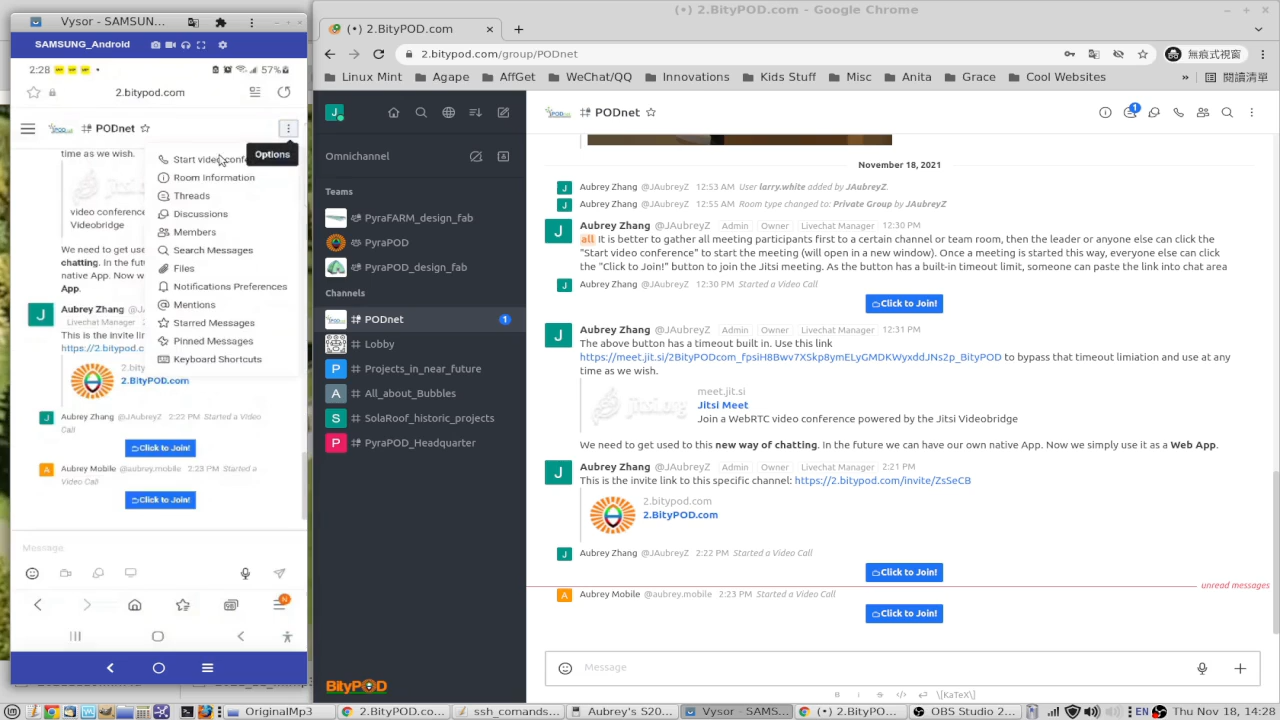 Vysor - SAMSUN...
SAMSUNG_Android
2:28
57%
2.bitypod.com
PODnet
Options
time as we wish.
Start videoconfe
Room Information
Threads
video conference
Discussions
Videobridge
Members
We need to get use
Search Messages
chatting. In the futu
Files
native App. Now w
Notifications Preferences
App.
Mentions
Aubrey Zhang @JA
Starred Messages
Livechat Manager
This is the invite lin
Pinned Messages
https://2.bitypod.c
Keyboard Shortcuts
2.bity
2.BityPOD.com
Aubrey Zhang @JAubreyZ 2:22 PM Started a Video
Call
Click to Join!
Aubrey Mobile @aubrey.mobile 2:23 PM Started a
Video Call
Click to Join!
Message
N
(•) 2.BityPOD.com - Google Chrome
(•) 2.BityPOD.com
2.bitypod.com/group/PODnet
無痕式視窗
Linux Mint
Agape
AffGet
WeChat/QQ
Innovations
Kids Stuff
Misc
Anita
Grace
Cool Websites
»
閱讀清單
J
Omnichannel
Teams
PyraFARM_design_fab
PyraPOD
PyraPOD_design_fab
Channels
PODnet 1
Lobby
P Projects_in_near_future
A All_about_Bubbles
S SolaRoof_historic_projects
P PyraPOD_Headquarter
BityPOD
PODnet
1
November 18, 2021
J Aubrey Zhang @JAubreyZ 12:53 AM User larry.white added by JAubreyZ.
J Aubrey Zhang @JAubreyZ 12:55 AM Room type changed to: Private Group by JAubreyZ
J Aubrey Zhang @JAubreyZ Admin Owner Livechat Manager 12:30 PM
all It is better to gather all meeting participants first to a certain channel or team room, then the leader or anyone else can click the
"Start video conference" to start the meeting (will open in a new window). Once a meeting is started this way, everyone else can click
the "Click to Join!" button to join the Jitsi meeting. As the button has a built-in timeout limit, someone can paste the link into chat area
J Aubrey Zhang @JAubreyZ 12:30 PM Started a Video Call
Click to Join!
J Aubrey Zhang @JAubreyZ Admin Owner Livechat Manager 12:31 PM
The above button has a timeout built in. Use this link
https://meet.jit.si/2BityPODcom_fpsiH8Bwv7XSkp8ymELyGMDKWyxddJNs2p_BityPOD to bypass that timeout limiation and use at any
time as we wish.
meet.jit.si
Jitsi Meet
Join a WebRTC video conference powered by the Jitsi Videobridge
We need to get used to this new way of chatting. In the future we can have our own native App. Now we simply use it as a Web App.
J Aubrey Zhang @JAubreyZ Admin Owner Livechat Manager 2:21 PM
This is the invite link to this specific channel: https://2.bitypod.com/invite/ZsSeCB
2.bitypod.com
2.BityPOD.com
J Aubrey Zhang @JAubreyZ 2:22 PM Started a Video Call
Click to Join!
unread messages
A Aubrey Mobile @aubrey.mobile 2:23 PM Started a Video Call
Click to Join!
Message
B I S </> \[KaTeX\]
OriginalMp3
2.BityPOD.co...
ssh_comands...
Aubrey's S20...
Vysor - SAMS...
(•) 2.BityPOD...
OBS Studio 2...
EN
Thu Nov 18, 14:28